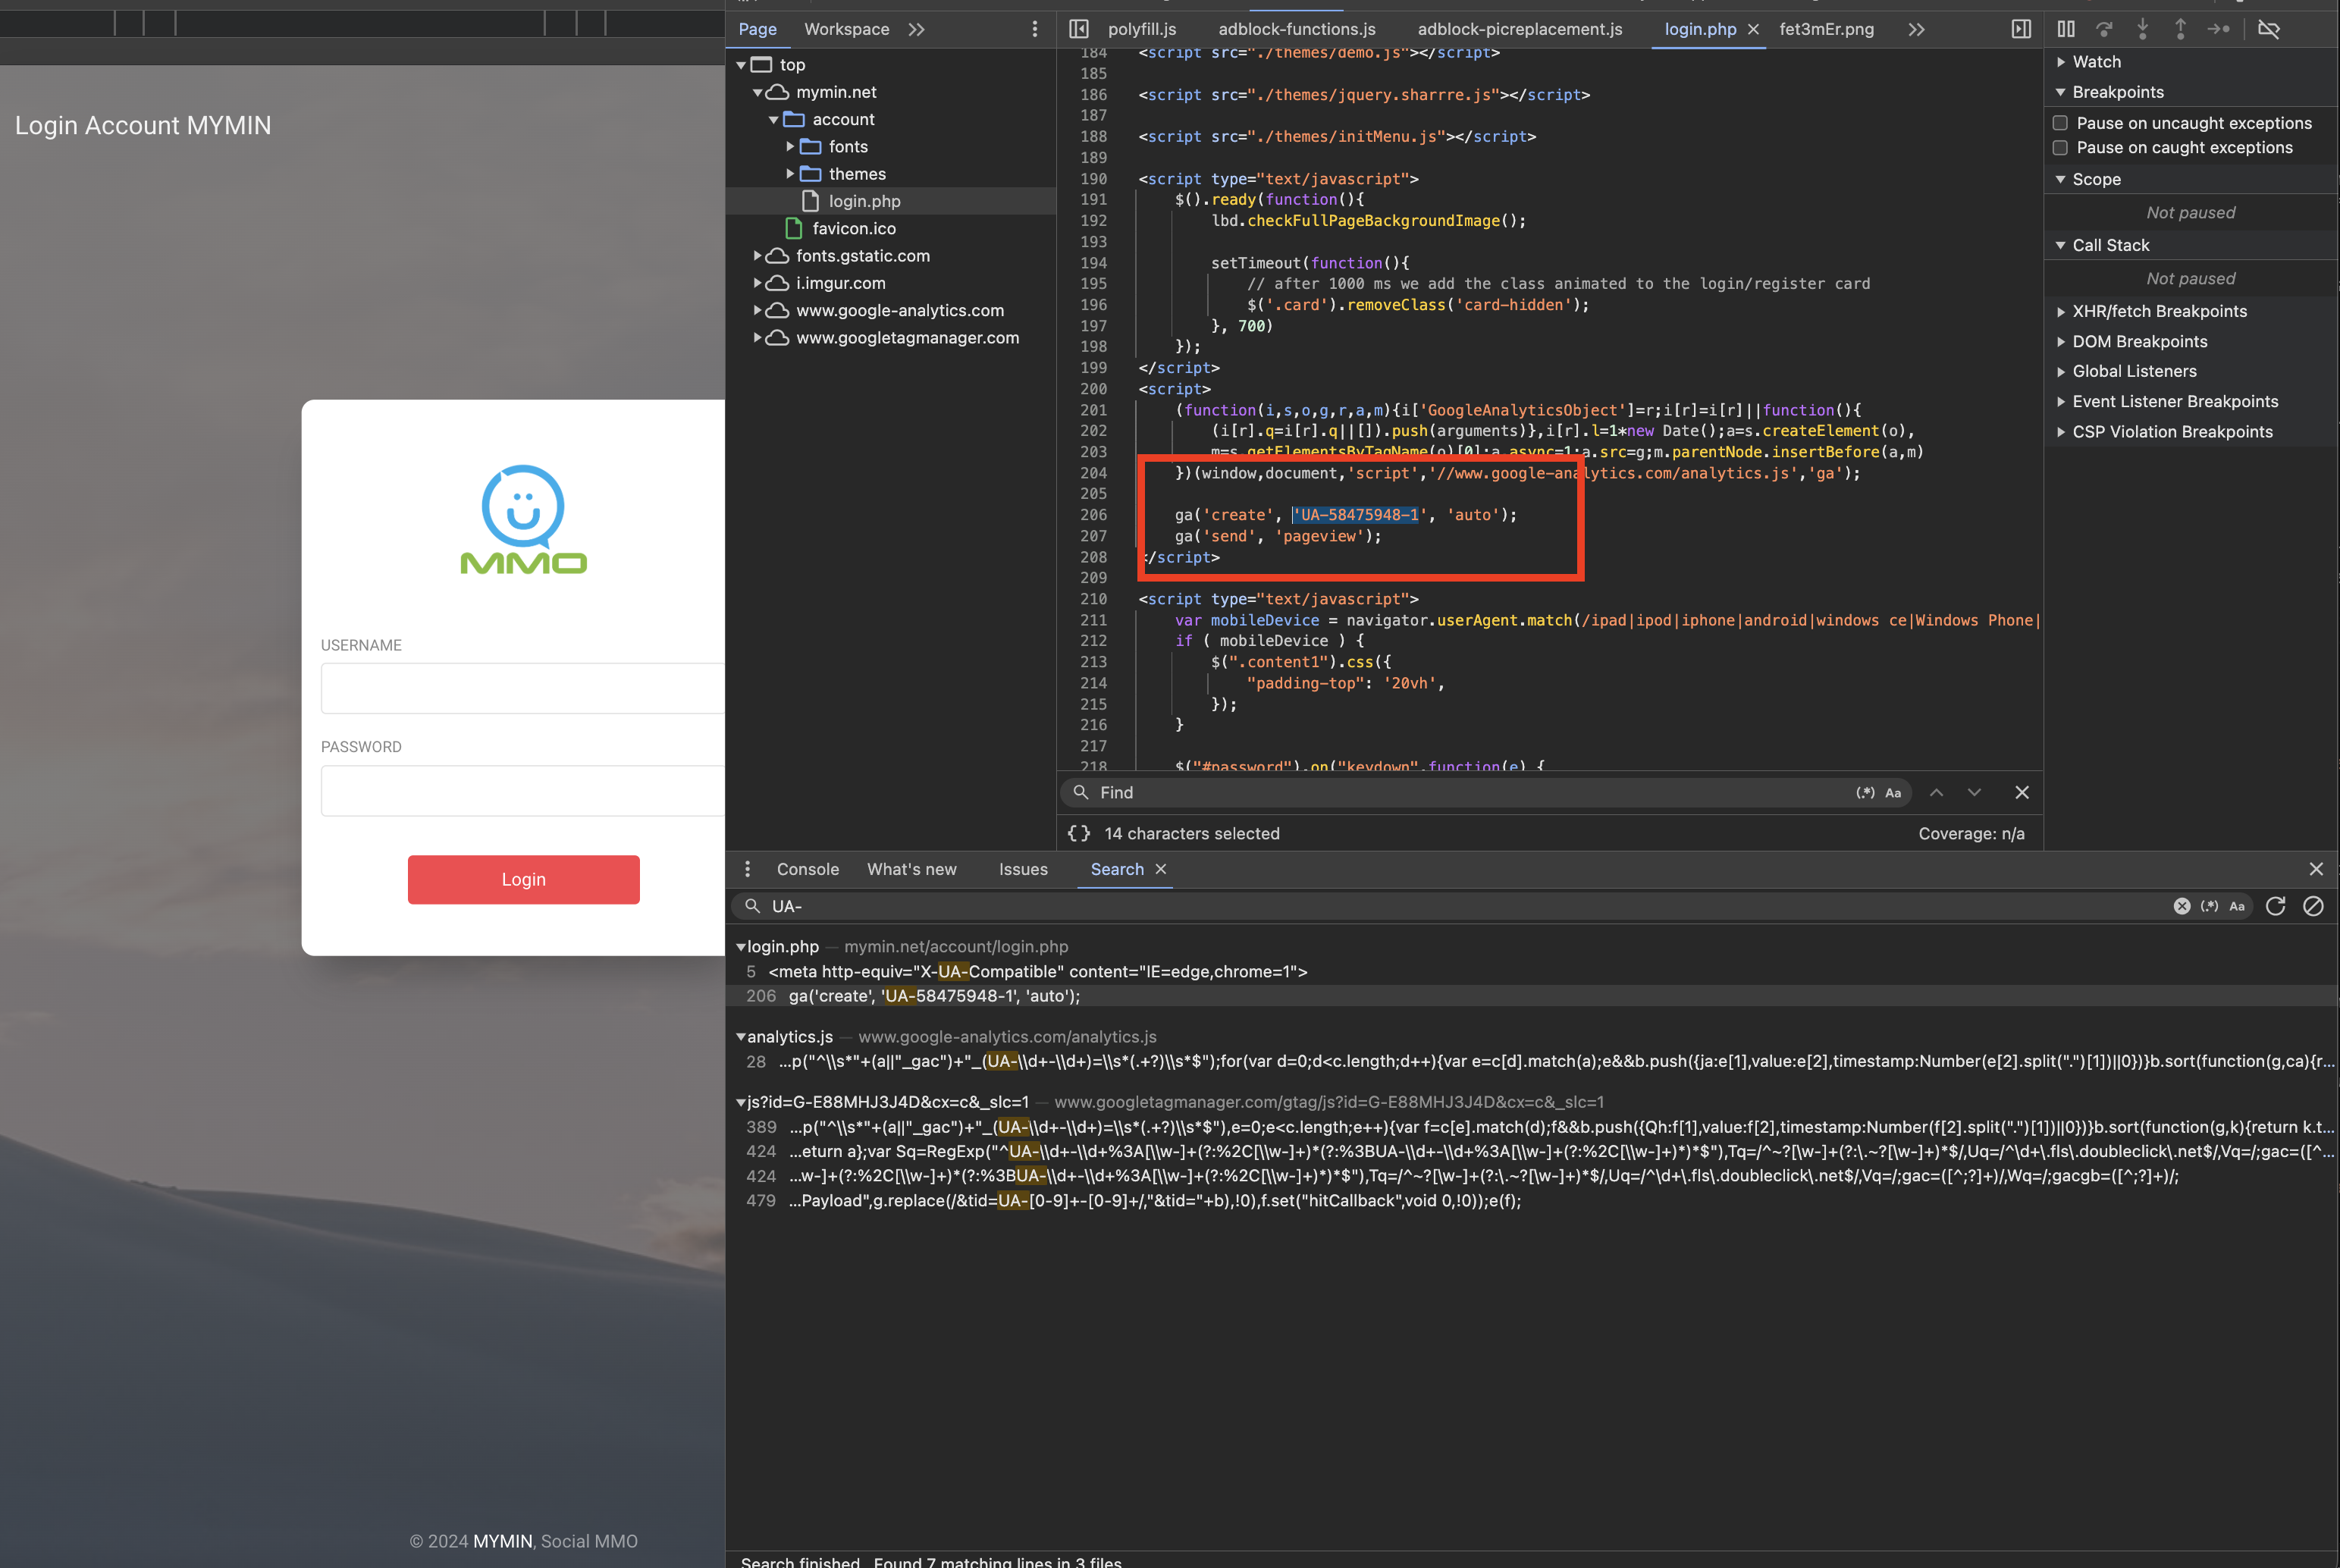 Login Account MYMIN
MMO
USERNAME
PASSWORD
Login
© 2024 MYMIN, Social MMO
Page
Workspace
top
mymin.net
account
fonts
themes
login.php
favicon.ico
fonts.gstatic.com
i.imgur.com
www.google-analytics.com
www.googletagmanager.com
polyfill.js
adblock-functions.js
adblock-picreplacement.js
login.php
fet3mEr.png
184 <script src="./themes/demo.js"></script>
185
186 <script src="./themes/jquery.sharrre.js"></script>
187
188 <script src="./themes/initMenu.js"></script>
189
190 <script type="text/javascript">
191 $().ready(function(){
192 lbd.checkFullPageBackgroundImage();
193
194 setTimeout(function(){
195 // after 1000 ms we add the class animated to the login/register card
196 $('.card').removeClass('card-hidden');
197 }, 700)
198 });
199 </script>
200 <script>
201 (function(i,s,o,g,r,a,m){i['GoogleAnalyticsObject']=r;i[r]=i[r]||function(){
202 (i[r].q=i[r].q||[]).push(arguments)},i[r].l=1*new Date();a=s.createElement(o),
203 m=s.getElementsByTagName(o)[0];a.async=1;a.src=g;m.parentNode.insertBefore(a,m)
204 })(window,document,'script','//www.google-analytics.com/analytics.js','ga');
205
206 ga('create', 'UA-58475948-1', 'auto');
207 ga('send', 'pageview');
208 </script>
209
210 <script type="text/javascript">
211 var mobileDevice = navigator.userAgent.match(/ipad|ipod|iphone|android|windows ce|Windows Phone|
212 if ( mobileDevice ) {
213 $(".content1").css({
214 "padding-top": '20vh',
215 });
216 }
217
218 $("#password").on("keydown",function(e) {
Find
(.*) Aa
{} 14 characters selected
Coverage: n/a
Watch
Breakpoints
Pause on uncaught exceptions
Pause on caught exceptions
Scope
Not paused
Call Stack
Not paused
XHR/fetch Breakpoints
DOM Breakpoints
Global Listeners
Event Listener Breakpoints
CSP Violation Breakpoints
Console
What's new
Issues
Search
UA-
(.*) Aa
login.php — mymin.net/account/login.php
5 <meta http-equiv="X-UA-Compatible" content="IE=edge,chrome=1">
206 ga('create', 'UA-58475948-1', 'auto');
analytics.js — www.google-analytics.com/analytics.js
28 …p("^\\s*"+(a||"_gac")+"_(UA-\\d+-\\d+)=\\s*(.+?)\\s*$");for(var d=0;d<c.length;d++){var e=c[d].match(a);e&&b.push({ja:e[1],value:e[2],timestamp:Number(e[2].split(".")[1])||0})}b.sort(function(g,ca){r…
js?id=G-E88MHJ3J4D&cx=c&_slc=1 — www.googletagmanager.com/gtag/js?id=G-E88MHJ3J4D&cx=c&_slc=1
389 …p("^\\s*"+(a||"_gac")+"_(UA-\\d+-\\d+)=\\s*(.+?)\\s*$"),e=0;e<c.length;e++){var f=c[e].match(d);f&&b.push({Qh:f[1],value:f[2],timestamp:Number(f[2].split(".")[1])||0})}b.sort(function(g,k){return k.t…
424 …eturn a};var Sq=RegExp("^UA-\\d+-\\d+%3A[\\w-]+(?:%2C[\\w-]+)*(?:%3BUA-\\d+-\\d+%3A[\\w-]+(?:%2C[\\w-]+)*)*$"),Tq=/^~?[\w-]+(?:\.~?[\w-]+)*$/,Uq=/^\d+\.fls\.doubleclick\.net$/,Vq=/;gac=([^…
424 …w-]+(?:%2C[\\w-]+)*(?:%3BUA-\\d+-\\d+%3A[\\w-]+(?:%2C[\\w-]+)*)*$"),Tq=/^~?[\w-]+(?:\.~?[\w-]+)*$/,Uq=/^\d+\.fls\.doubleclick\.net$/,Vq=/;gac=([^;?]+)/,Wq=/;gacgb=([^;?]+)/;
479 …Payload",g.replace(/&tid=UA-[0-9]+-[0-9]+/,"&tid="+b),!0),f.set("hitCallback",void 0,!0));e(f);
Search finished. Found 7 matching lines in 3 files.